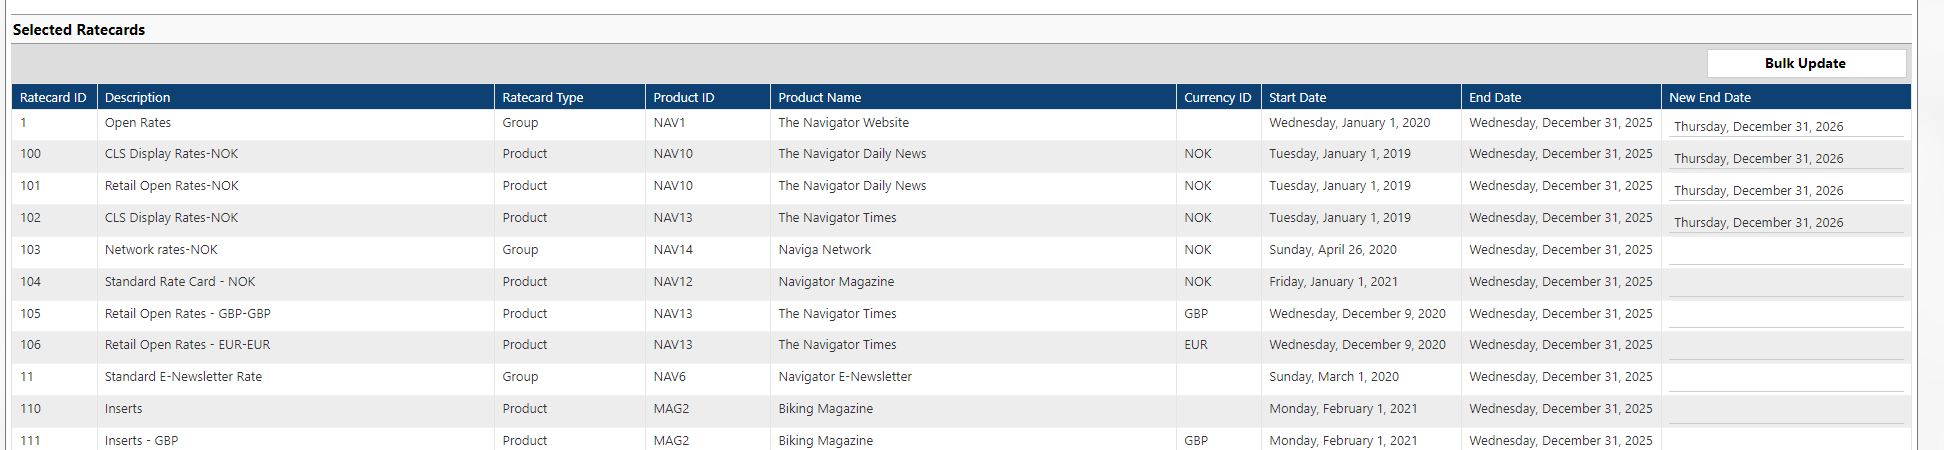 Selected Ratecards
Bulk Update
Ratecard ID Description Ratecard Type Product ID Product Name Currency ID Start Date End Date New End Date
1 Open Rates Group NAV1 The Navigator Website Wednesday, January 1, 2020 Wednesday, December 31, 2025 Thursday, December 31, 2026
100 CLS Display Rates-NOK Product NAV10 The Navigator Daily News NOK Tuesday, January 1, 2019 Wednesday, December 31, 2025 Thursday, December 31, 2026
101 Retail Open Rates-NOK Product NAV10 The Navigator Daily News NOK Tuesday, January 1, 2019 Wednesday, December 31, 2025 Thursday, December 31, 2026
102 CLS Display Rates-NOK Product NAV13 The Navigator Times NOK Tuesday, January 1, 2019 Wednesday, December 31, 2025 Thursday, December 31, 2026
103 Network rates-NOK Group NAV14 Naviga Network NOK Sunday, April 26, 2020 Wednesday, December 31, 2025
104 Standard Rate Card - NOK Product NAV12 Navigator Magazine NOK Friday, January 1, 2021 Wednesday, December 31, 2025
105 Retail Open Rates - GBP-GBP Product NAV13 The Navigator Times GBP Wednesday, December 9, 2020 Wednesday, December 31, 2025
106 Retail Open Rates - EUR-EUR Product NAV13 The Navigator Times EUR Wednesday, December 9, 2020 Wednesday, December 31, 2025
11 Standard E-Newsletter Rate Group NAV6 Navigator E-Newsletter Sunday, March 1, 2020 Wednesday, December 31, 2025
110 Inserts Product MAG2 Biking Magazine Monday, February 1, 2021 Wednesday, December 31, 2025
111 Inserts - GBP Product MAG2 Biking Magazine GBP Monday, February 1, 2021 Wednesday, December 31, 2025